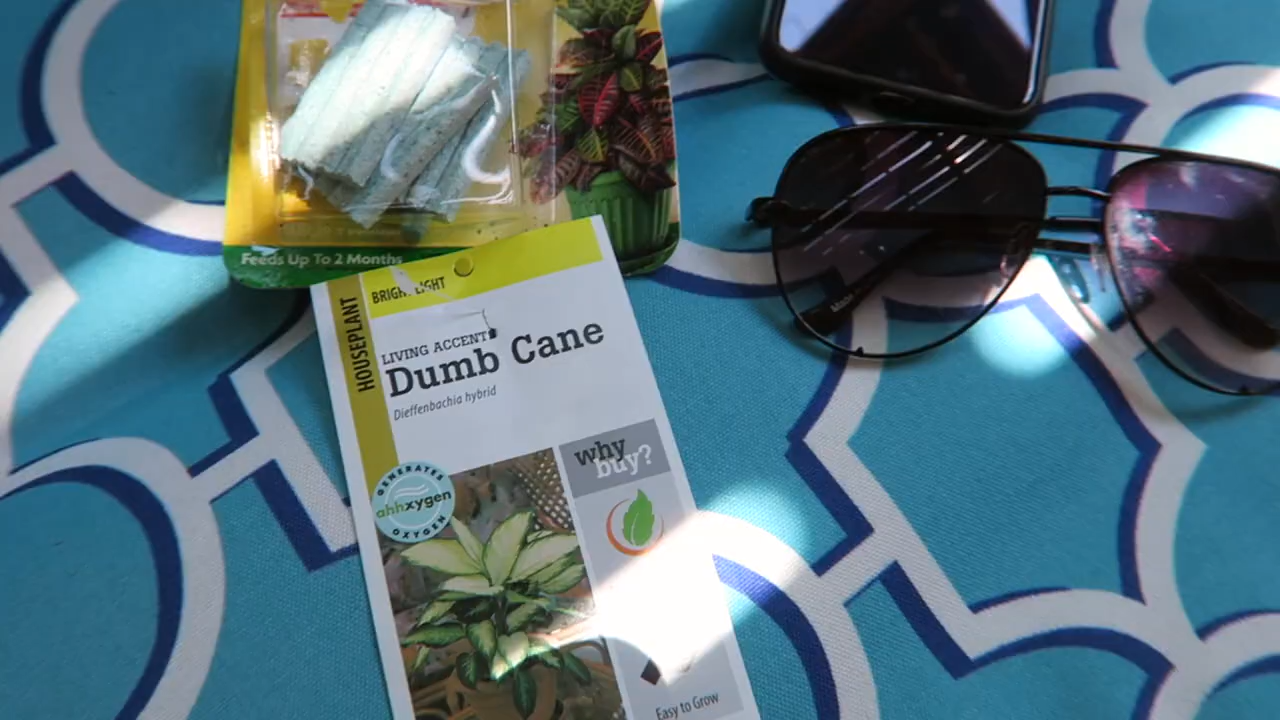 Feeds Up To 2 Months
HOUSEPLANT
BRIGHT LIGHT
LIVING ACCENTS
Dumb Cane
Dieffenbachia hybrid
why
buy?
GENERATES
ahhxygen
OXYGEN
Easy to Grow